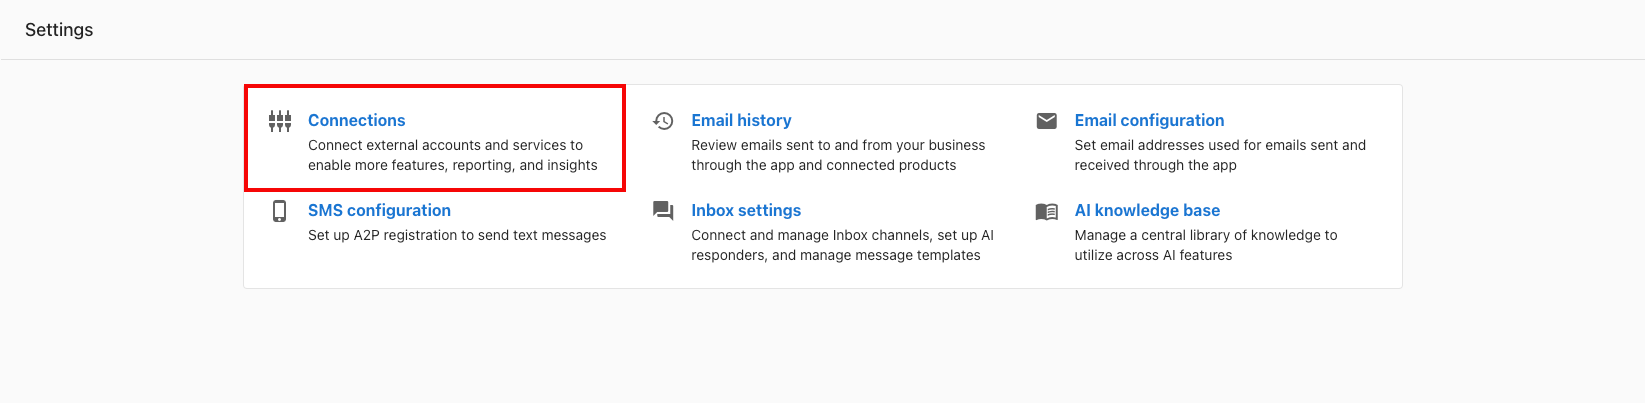 Settings
Connections
Connect external accounts and services to
enable more features, reporting, and insights
Email history
Review emails sent to and from your business
through the app and connected products
Email configuration
Set email addresses used for emails sent and
received through the app
SMS configuration
Set up A2P registration to send text messages
Inbox settings
Connect and manage Inbox channels, set up AI
responders, and manage message templates
AI knowledge base
Manage a central library of knowledge to
utilize across AI features